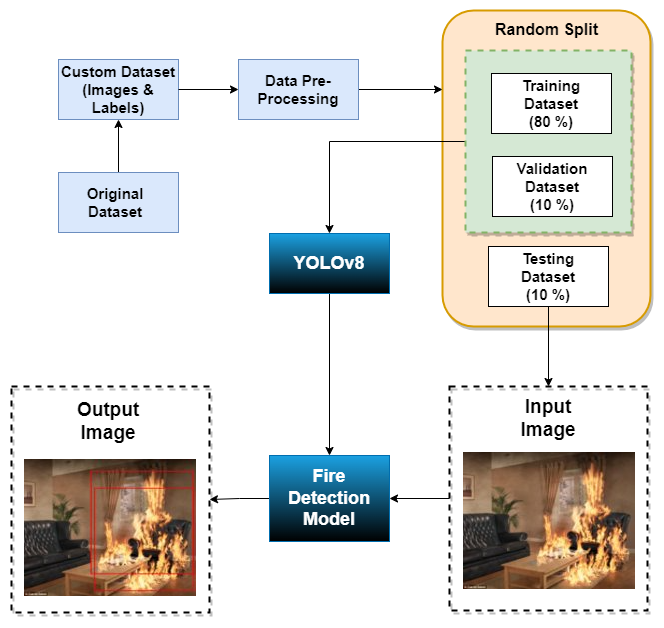 Random Split
Custom Dataset
(Images &
Labels)
Data Pre-
Processing
Training
Dataset
(80 %)
Original
Dataset
Validation
Dataset
(10 %)
YOLOv8
Testing
Dataset
(10 %)
Output
Image
Input
Image
Fire
Detection
Model